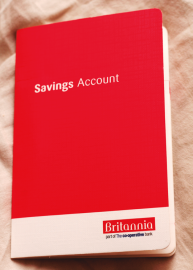 Savings Account
Britannia
part of The co-operative bank